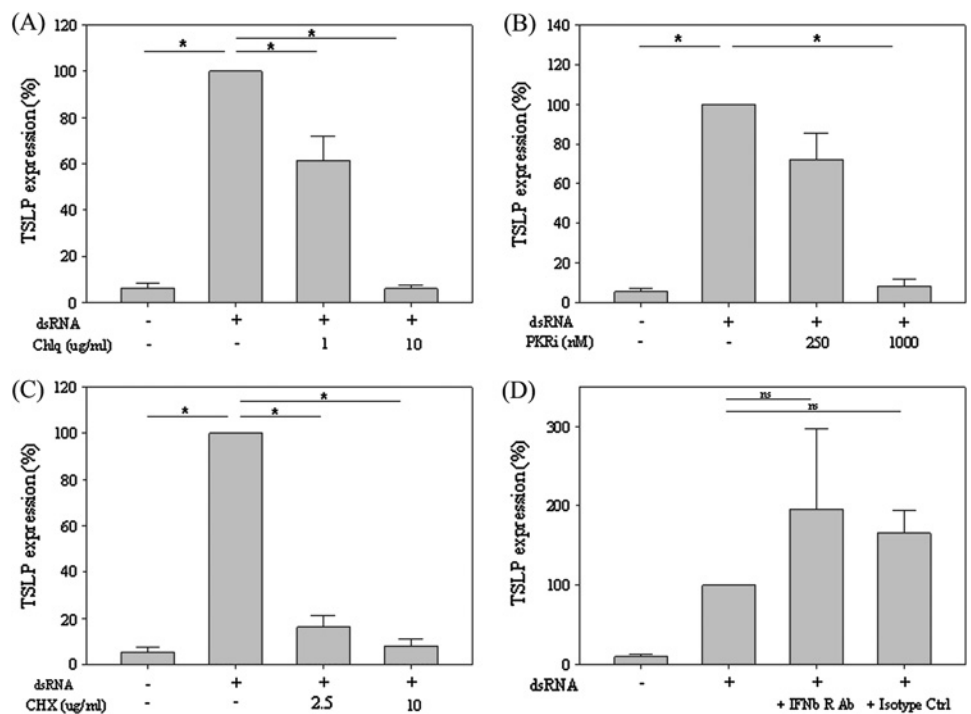 (A)
TSLP expression (%)
120
100
80
60
40
20
0
* * *
dsRNA - + + +
Chlq (ug/ml) - - 1 10
(B)
TSLP expression (%)
140
120
100
80
60
40
20
0
* *
dsRNA - + + +
PKRi (nM) - - 250 1000
(C)
TSLP expression (%)
120
100
80
60
40
20
0
* * *
dsRNA - + + +
CHX (ug/ml) - - 2.5 10
(D)
TSLP expression (%)
300
200
100
0
ns
ns
dsRNA - + + +
+ IFNb R Ab + Isotype Ctrl